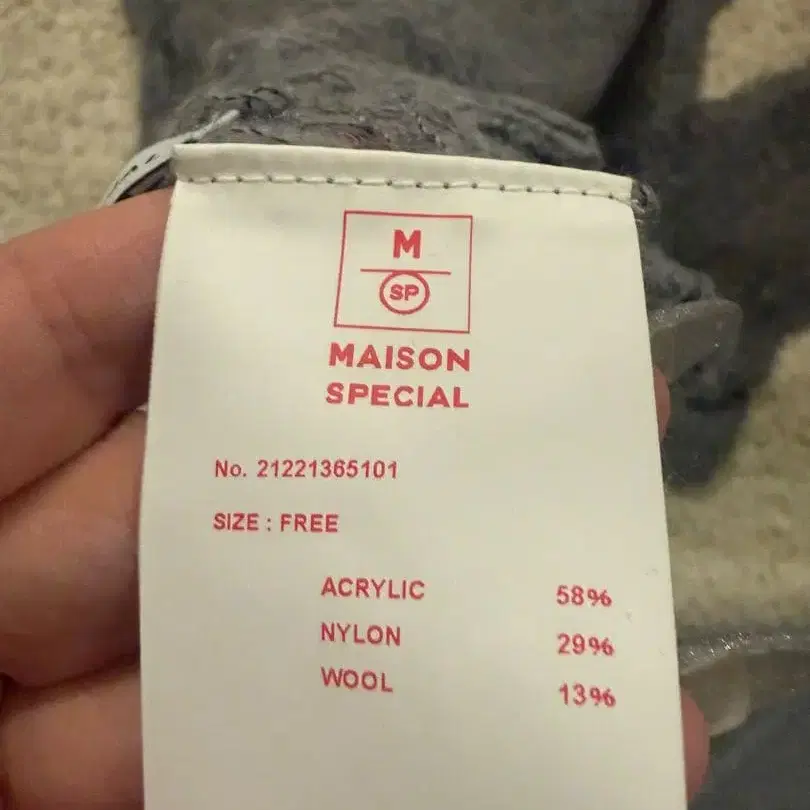 M
SP
MAISON
SPECIAL
No. 21221365101
SIZE : FREE
ACRYLIC 58%
NYLON 29%
WOOL 13%